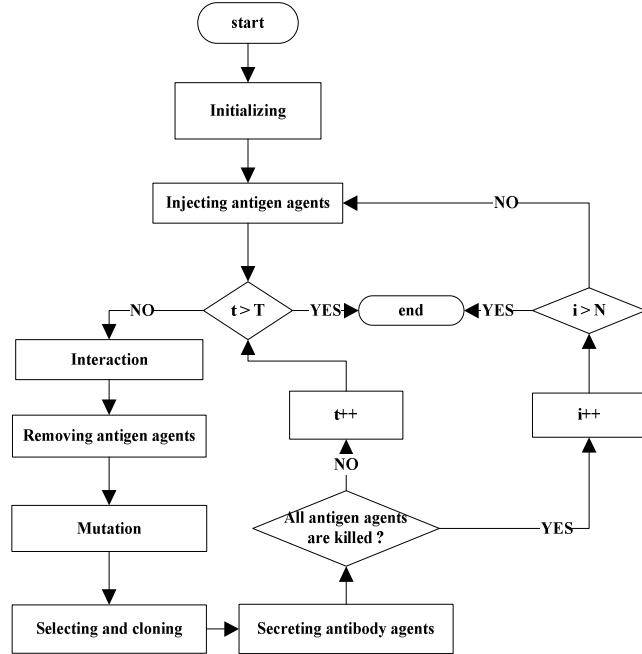 start
Initializing
Injecting antigen agents
NO
t > T
YES
end
YES
i > N
NO
Interaction
Removing antigen agents
t++
i++
NO
Mutation
All antigen agents
are killed ?
YES
Selecting and cloning
Secreting antibody agents